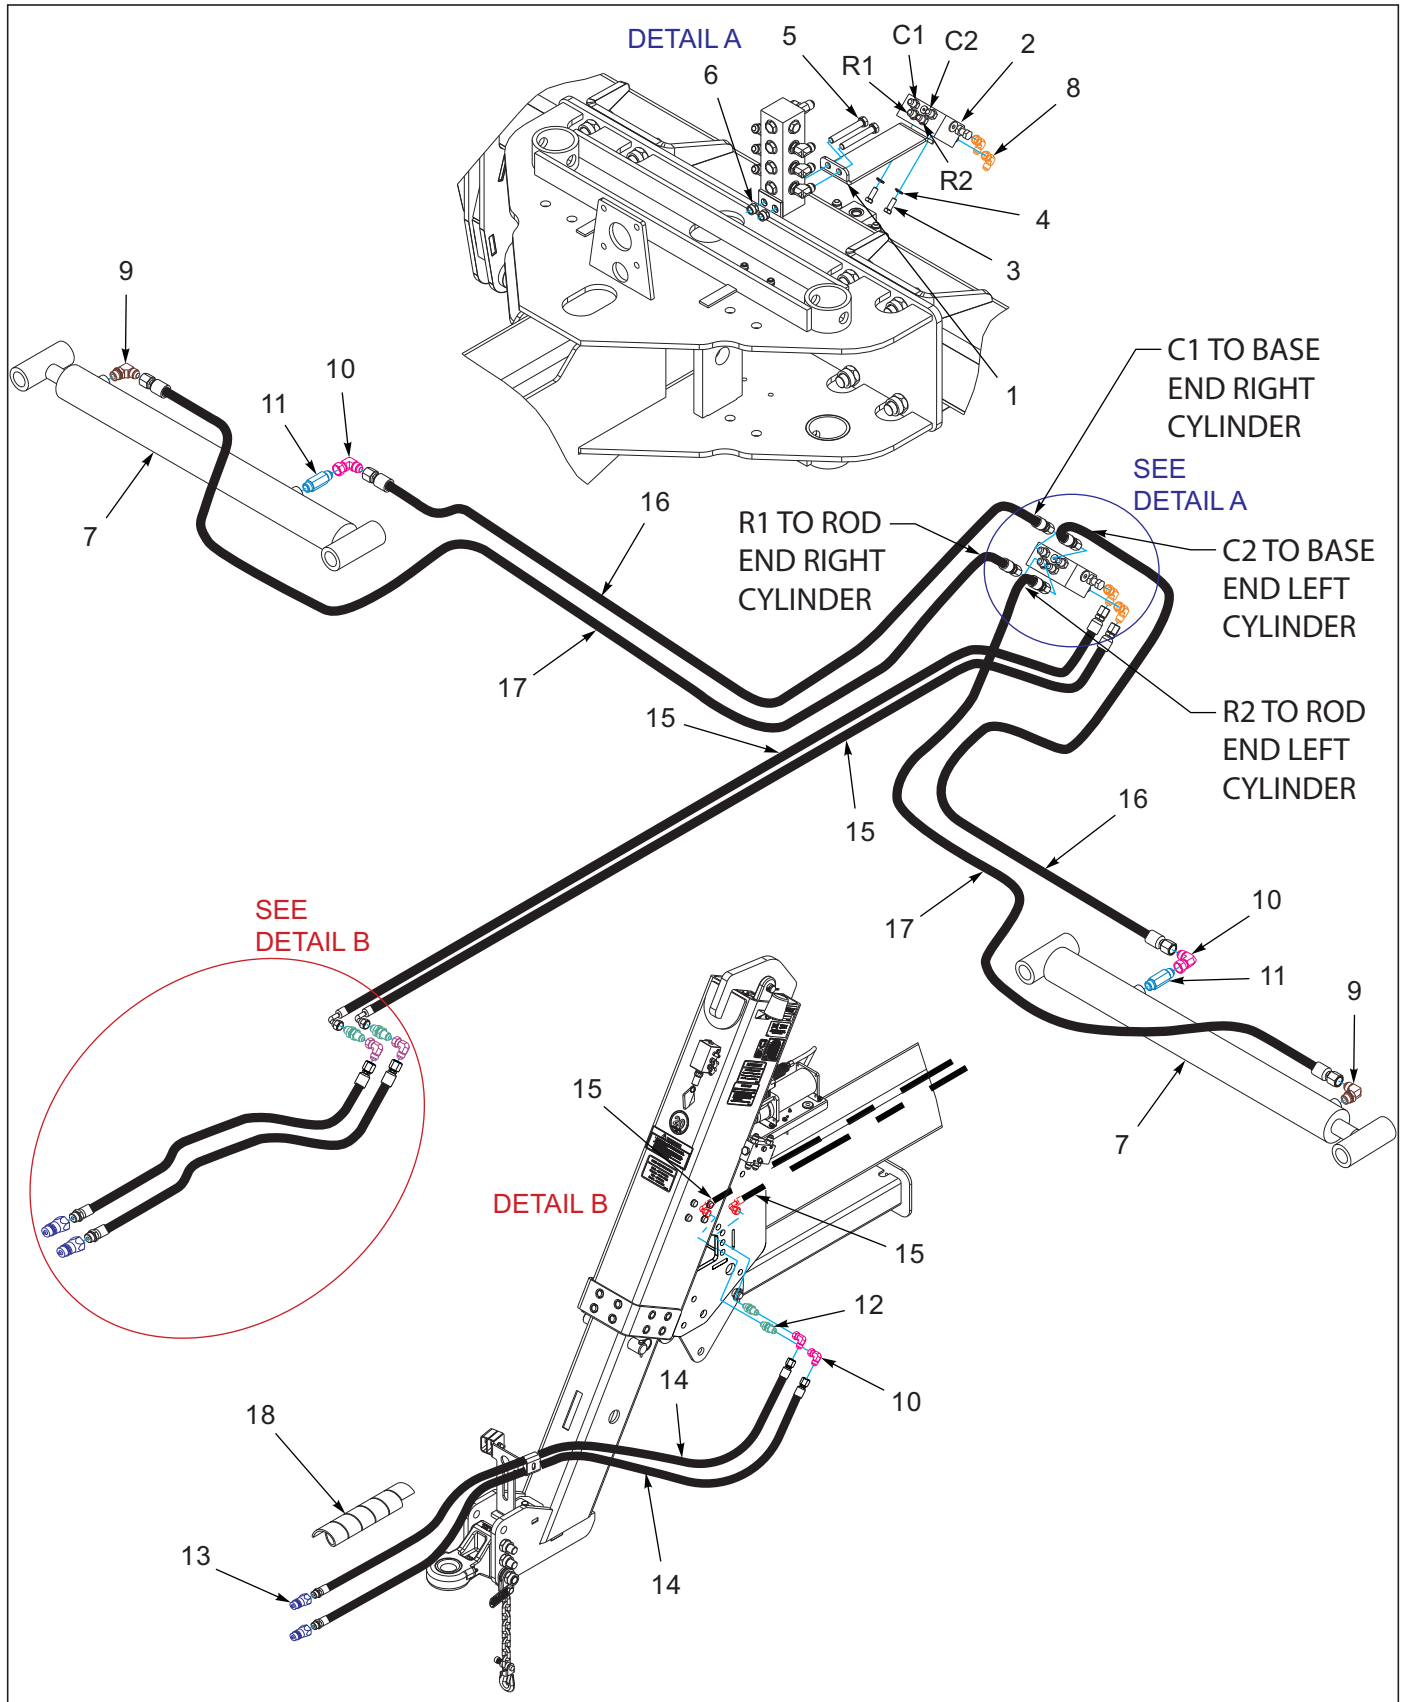 DETAIL A
5
C1
C2
2
6
R1
8
R2
4
3
1
9
10
11
7
C1 TO BASE
END RIGHT
CYLINDER
SEE
DETAIL A
16
R1 TO ROD
END RIGHT
CYLINDER
C2 TO BASE
END LEFT
CYLINDER
17
15
R2 TO ROD
END LEFT
CYLINDER
15
16
17
10
SEE
DETAIL B
11
9
15
7
DETAIL B
15
12
10
14
18
13
14